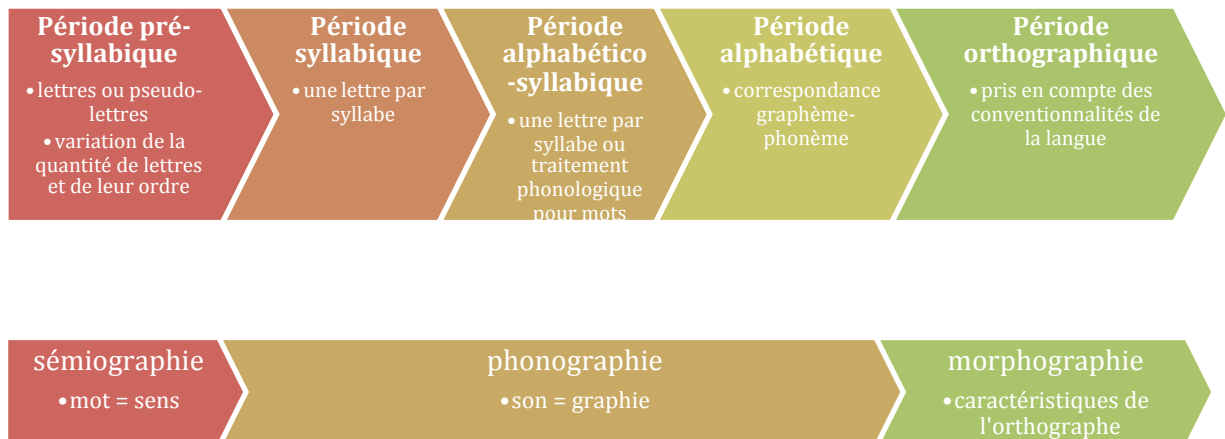 Période pré-
syllabique
• lettres ou pseudo-
lettres
• variation de la
quantité de lettres
et de leur ordre
Période
syllabique
• une lettre par
syllabe
Période
alphabético
-syllabique
• une lettre par
syllabe ou
traitement
phonologique
pour mots
Période
alphabétique
• correspondance
graphème-
phonème
Période
orthographique
• pris en compte des
conventionnalités de
la langue
sémiographie
• mot = sens
phonographie
• son = graphie
morphographie
• caractéristiques de
l'orthographe